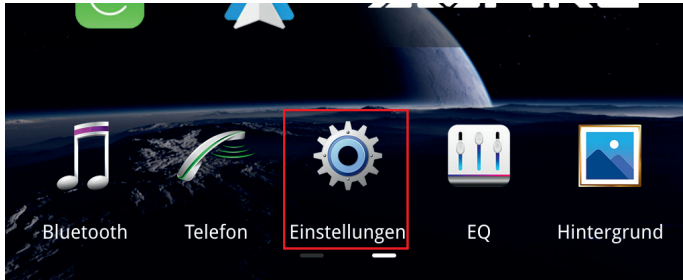 Bluetooth
Telefon
Einstellungen
EQ
Hintergrund